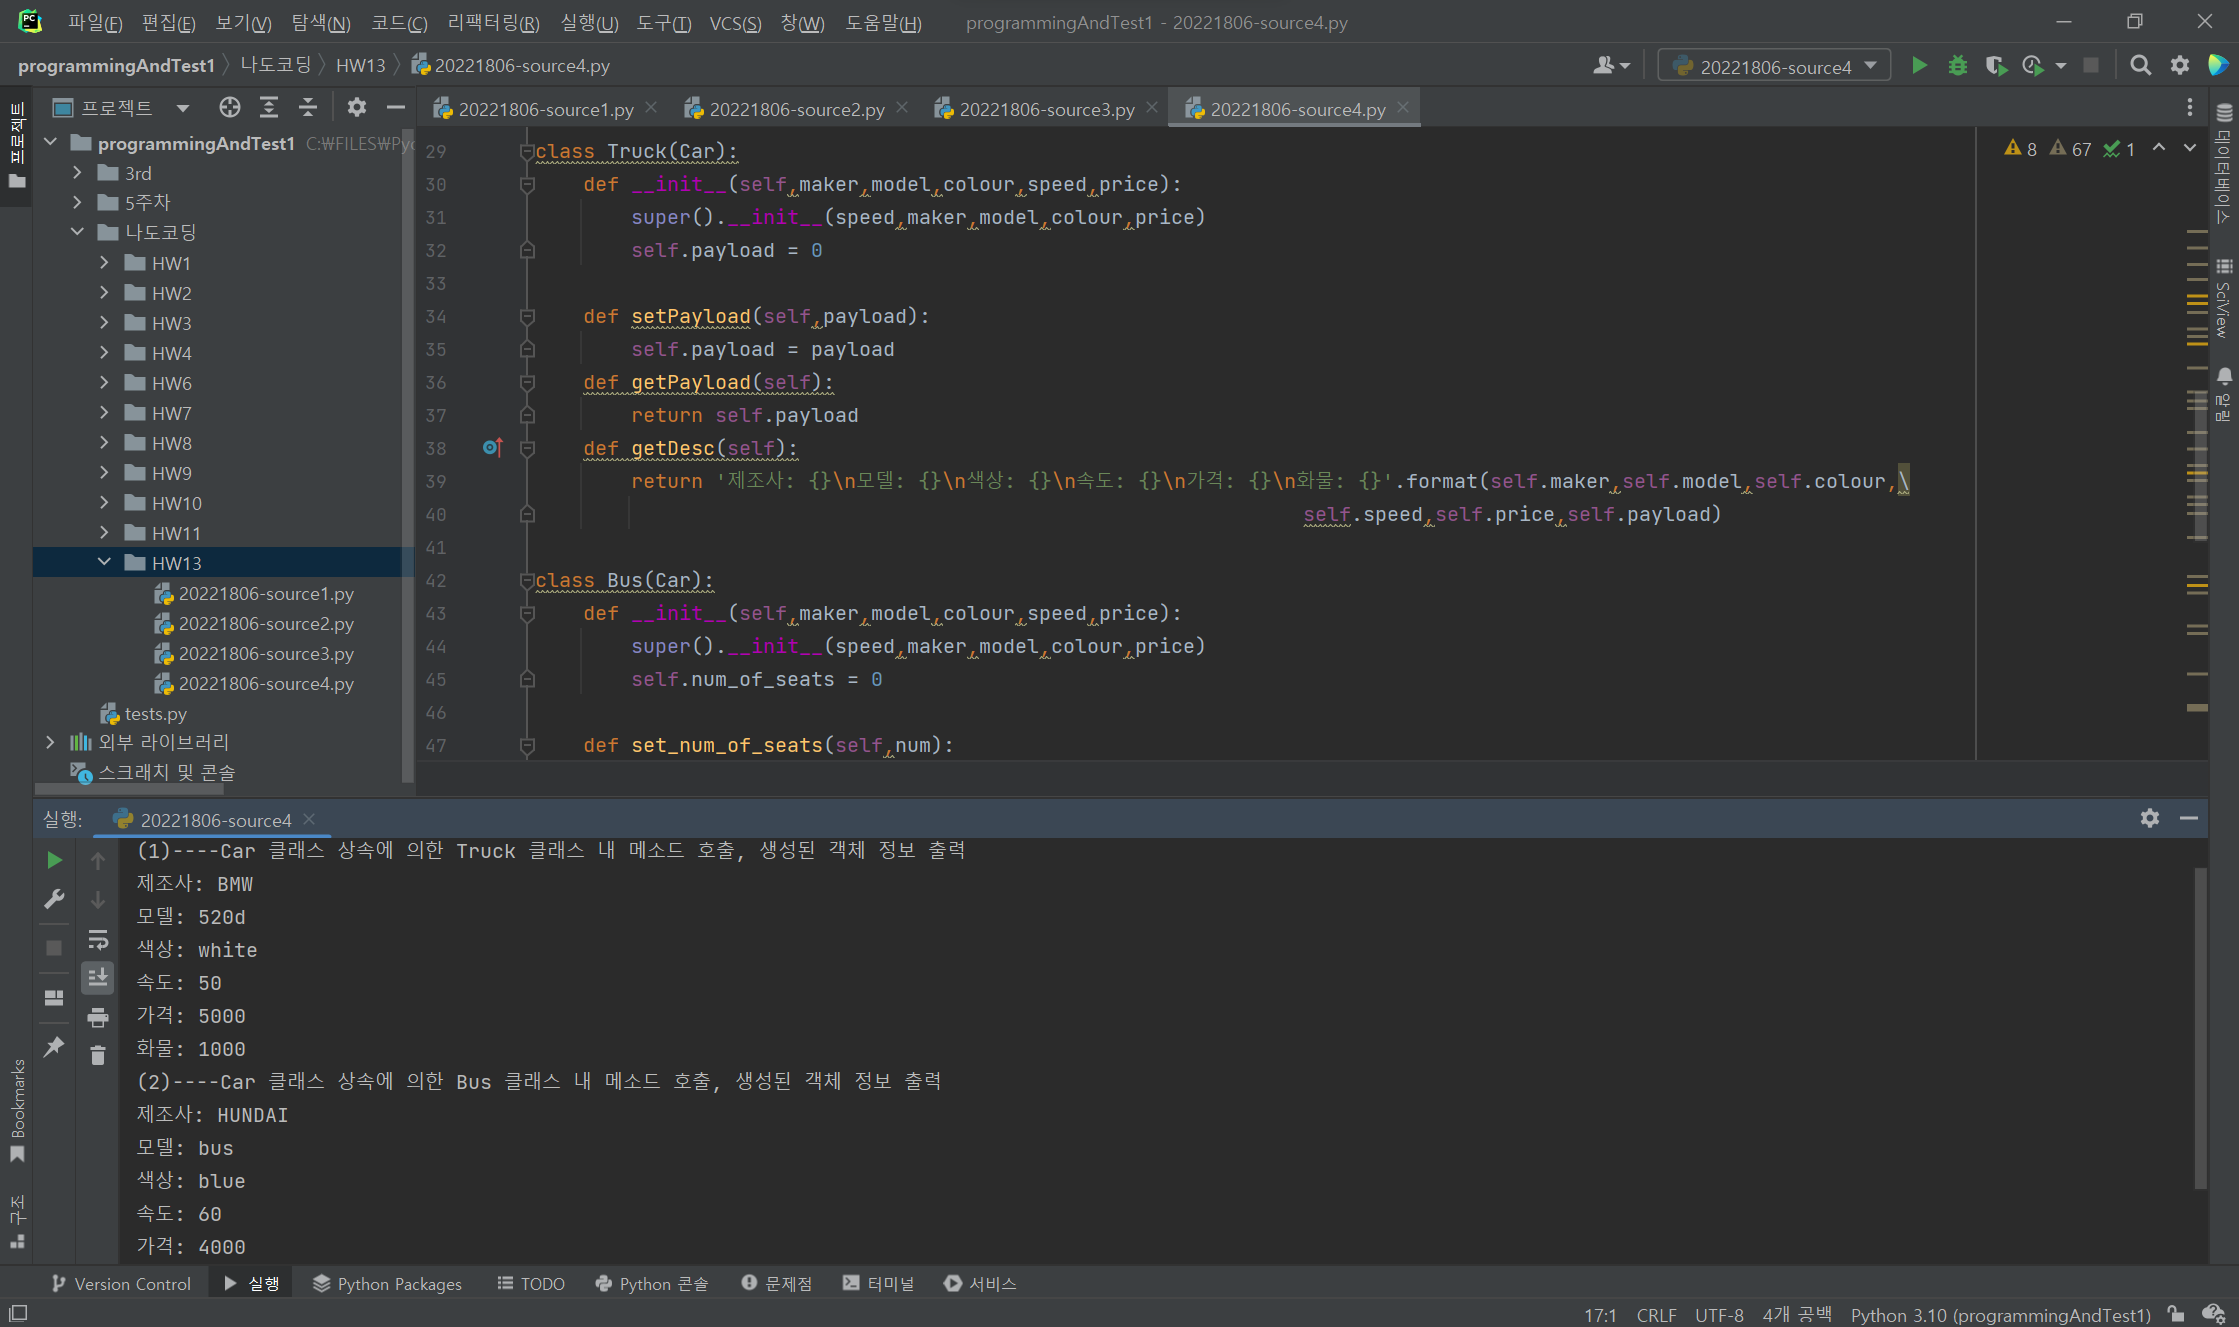 파일(F) 편집(E) 보기(V) 탐색(N) 코드(C) 리팩터링(R) 실행(U) 도구(T) VCS(S) 창(W) 도움말(H) programmingAndTest1 - 20221806-source4.py
programmingAndTest1 나도코딩 HW13 20221806-source4.py 20221806-source4
프로젝트
프로젝트
20221806-source1.py 20221806-source2.py 20221806-source3.py 20221806-source4.py
programmingAndTest1 C:\FILES\Pyc
3rd
5주차
나도코딩
HW1
HW2
HW3
HW4
HW6
HW7
HW8
HW9
HW10
HW11
HW13
20221806-source1.py
20221806-source2.py
20221806-source3.py
20221806-source4.py
tests.py
외부 라이브러리
스크래치 및 콘솔
8 67 1
29 class Truck(Car):
30 def __init__(self,maker,model,colour,speed,price):
31 super().__init__(speed,maker,model,colour,price)
32 self.payload = 0
33
34 def setPayload(self,payload):
35 self.payload = payload
36 def getPayload(self):
37 return self.payload
38 def getDesc(self):
39 return '제조사: {}\n모델: {}\n색상: {}\n속도: {}\n가격: {}\n화물: {}'.format(self.maker,self.model,self.colour,\
40 self.speed,self.price,self.payload)
41
42 class Bus(Car):
43 def __init__(self,maker,model,colour,speed,price):
44 super().__init__(speed,maker,model,colour,price)
45 self.num_of_seats = 0
46
47 def set_num_of_seats(self,num):
데이터베이스
SciView
알림
실행: 20221806-source4
(1)----Car 클래스 상속에 의한 Truck 클래스 내 메소드 호출, 생성된 객체 정보 출력
제조사: BMW
모델: 520d
색상: white
속도: 50
가격: 5000
화물: 1000
(2)----Car 클래스 상속에 의한 Bus 클래스 내 메소드 호출, 생성된 객체 정보 출력
제조사: HUNDAI
모델: bus
색상: blue
속도: 60
가격: 4000
Bookmarks
구조
Version Control 실행 Python Packages TODO Python 콘솔 문제점 터미널 서비스
17:1 CRLF UTF-8 4개 공백 Python 3.10 (programmingAndTest1)